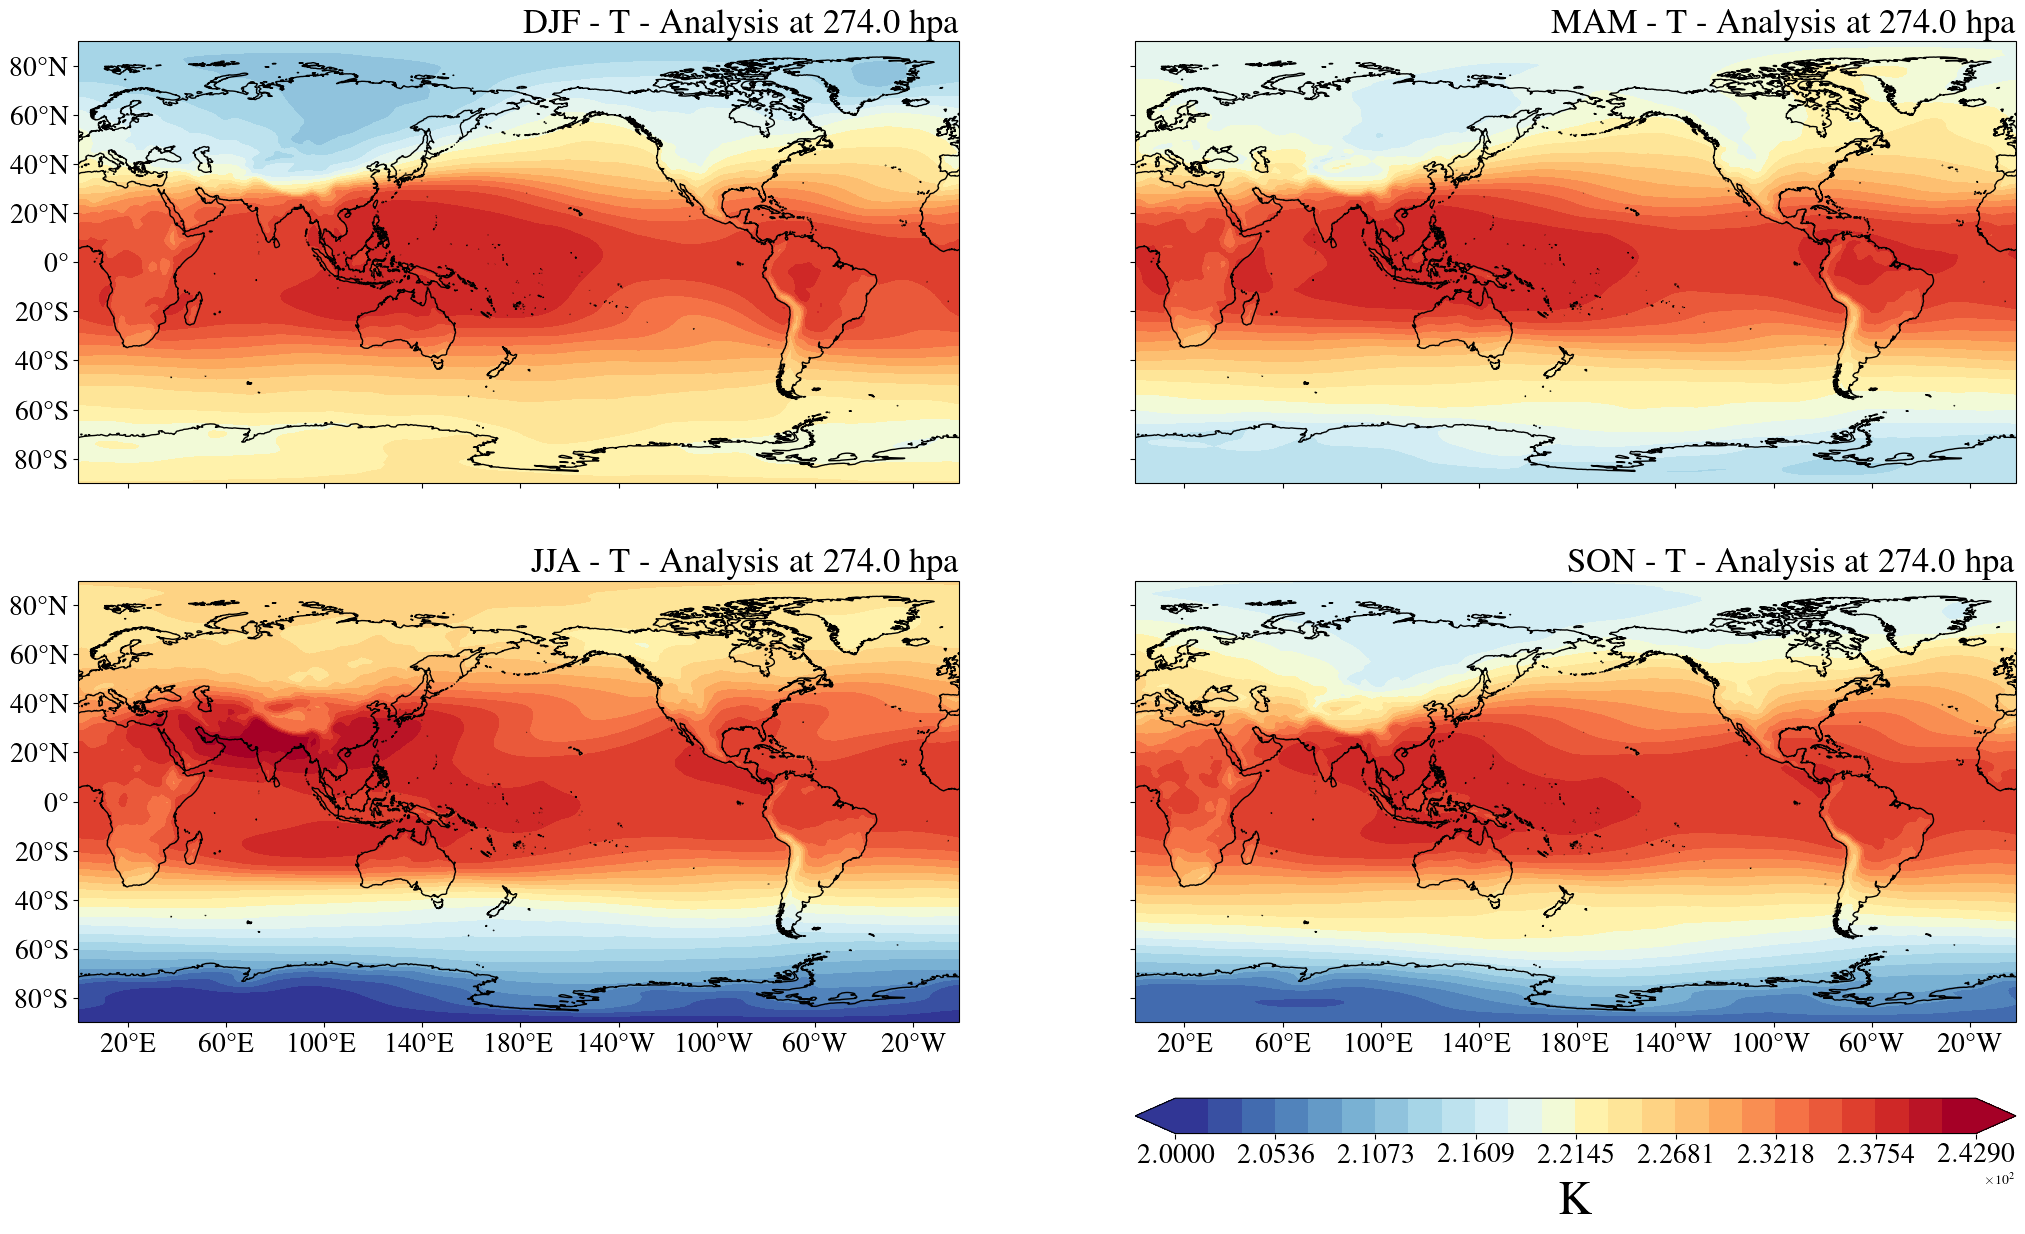 DJF - T - Analysis at 274.0 hpa
MAM - T - Analysis at 274.0 hpa
80°N
60°N
40°N
20°N
0°
20°S
40°S
60°S
80°S
JJA - T - Analysis at 274.0 hpa
SON - T - Analysis at 274.0 hpa
80°N
60°N
40°N
20°N
0°
20°S
40°S
60°S
80°S
20°E 60°E 100°E 140°E 180°E 140°W 100°W 60°W 20°W
20°E 60°E 100°E 140°E 180°E 140°W 100°W 60°W 20°W
2.0000 2.0536 2.1073 2.1609 2.2145 2.2681 2.3218 2.3754 2.4290
×10²
K